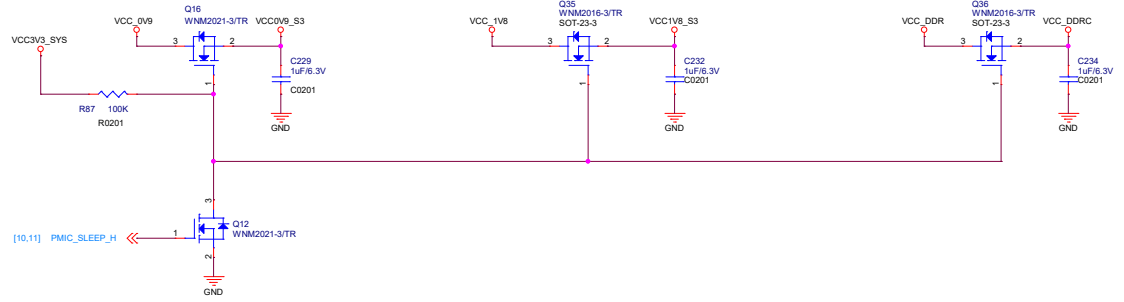 Q16
WNM2021-3/TR
VCC_0V9
VCC0V9_S3
VCC3V3_SYS
3
2
1
C229
1uF/6.3V
C0201
GND
R87
100K
R0201
Q35
WNM2016-3/TR
SOT-23-3
VCC_1V8
VCC1V8_S3
3
2
1
C232
1uF/6.3V
C0201
GND
Q36
WNM2016-3/TR
SOT-23-3
VCC_DDR
VCC_DDRC
3
2
1
C234
1uF/6.3V
C0201
GND
3
Q12
WNM2021-3/TR
[10,11] PMIC_SLEEP_H
1
2
GND